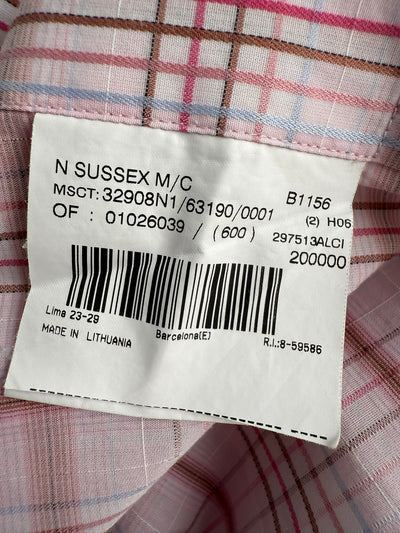 N SUSSEX M/C
B1156
MSCT: 32908N1/63190/0001
(2) H06
OF : 01026039 / (600)
297513ALCI
200000
Lima 23-29
MADE IN LITHUANIA
Barcelona(E)
R.I.:8-59586